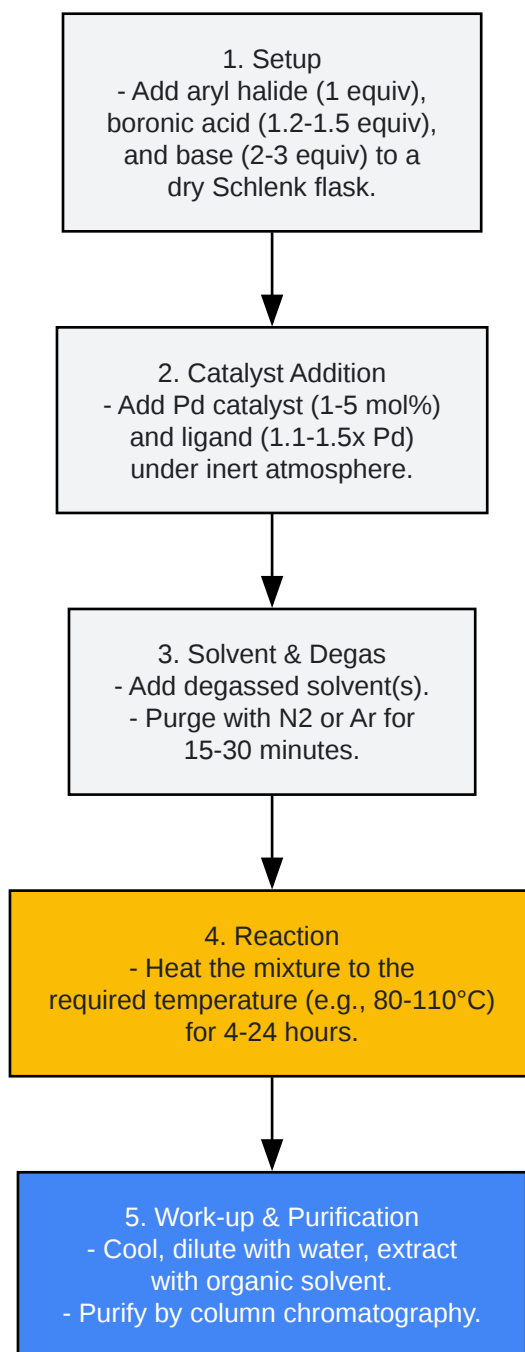 1. Setup
- Add aryl halide (1 equiv),
boronic acid (1.2-1.5 equiv),
and base (2-3 equiv) to a
dry Schlenk flask.
2. Catalyst Addition
- Add Pd catalyst (1-5 mol%)
and ligand (1.1-1.5x Pd)
under inert atmosphere.
3. Solvent & Degas
- Add degassed solvent(s).
- Purge with N2 or Ar for
15-30 minutes.
4. Reaction
- Heat the mixture to the
required temperature (e.g., 80-110°C)
for 4-24 hours.
5. Work-up & Purification
- Cool, dilute with water, extract
with organic solvent.
- Purify by column chromatography.